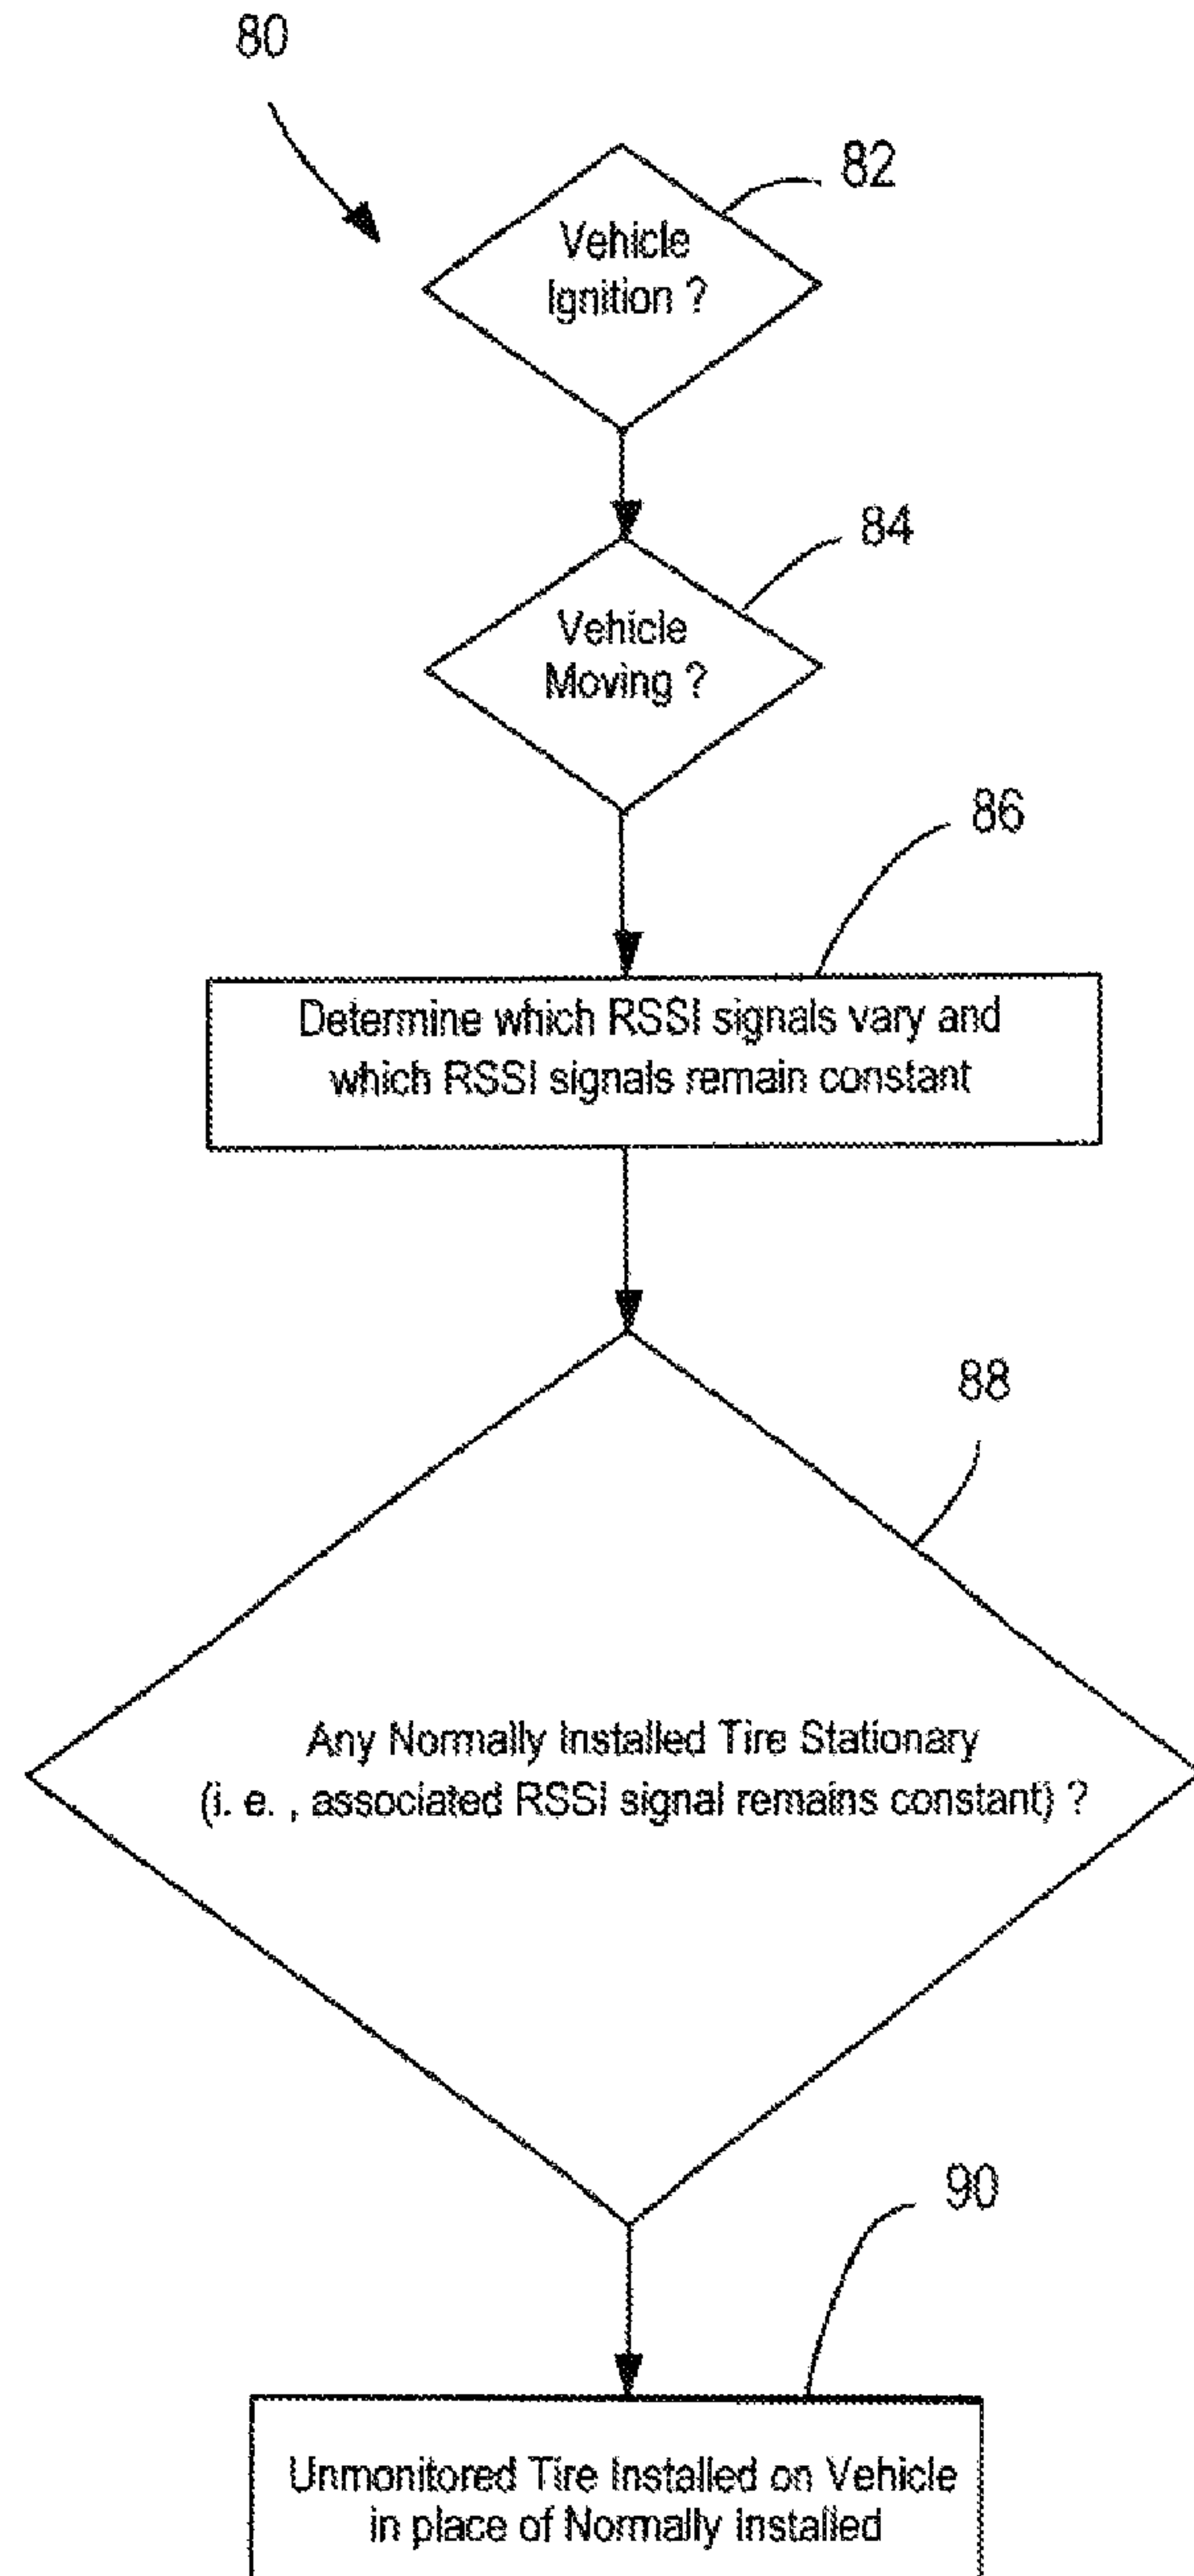 80
82
Vehicle
Ignition ?
84
Vehicle
Moving ?
86
Determine which RSSI signals vary and
which RSSI signals remain constant
88
Any Normally Installed Tire Stationary
(i. e. , associated RSSI signal remains constant) ?
90
Unmonitored Tire Installed on Vehicle
in place of Normally Installed